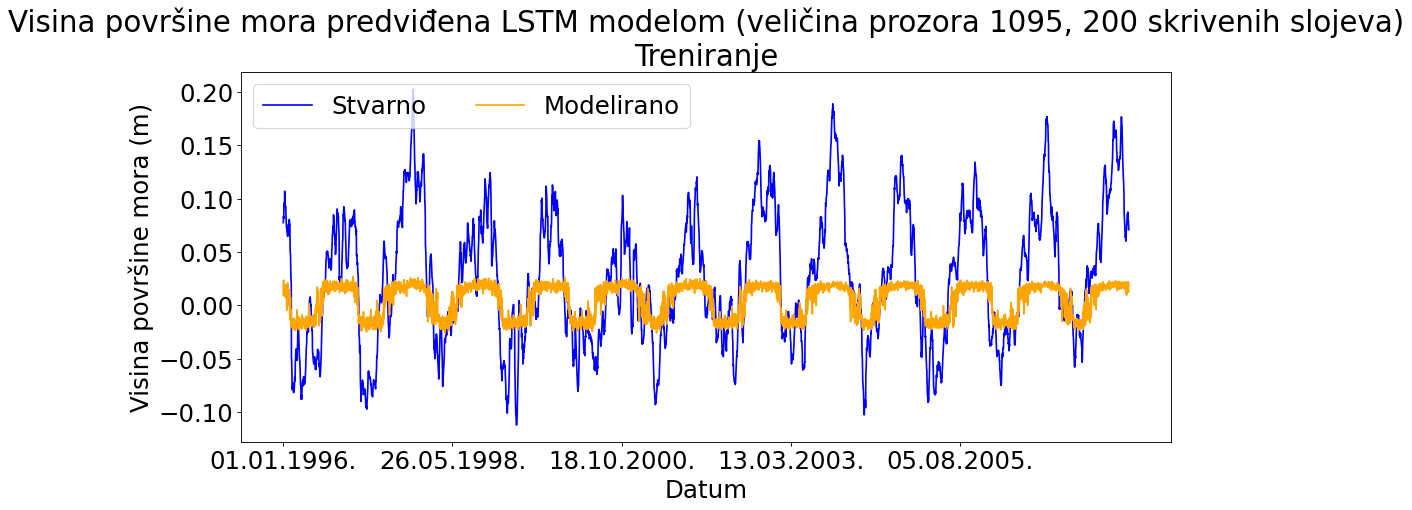 Visina površine mora predviđena LSTM modelom (veličina prozora 1095, 200 skrivenih slojeva)
Treniranje
Stvarno Modelirano
Visina površine mora (m)
0.20
0.15
0.10
0.05
0.00
−0.05
−0.10
01.01.1996. 26.05.1998. 18.10.2000. 13.03.2003. 05.08.2005.
Datum